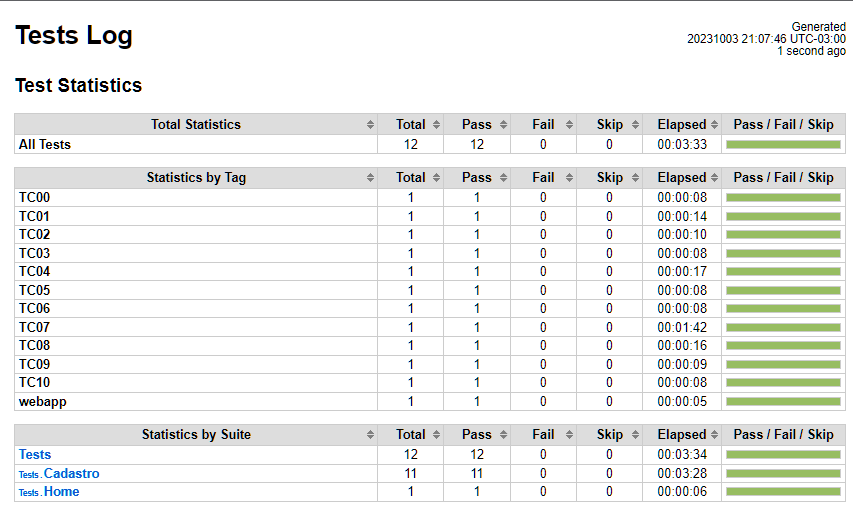 Tests Log
Generated
20231003 21:07:46 UTC-03:00
1 second ago
Test Statistics
Total Statistics Total Pass Fail Skip Elapsed Pass / Fail / Skip
All Tests 12 12 0 0 00:03:33
Statistics by Tag Total Pass Fail Skip Elapsed Pass / Fail / Skip
TC00 1 1 0 0 00:00:08
TC01 1 1 0 0 00:00:14
TC02 1 1 0 0 00:00:10
TC03 1 1 0 0 00:00:08
TC04 1 1 0 0 00:00:17
TC05 1 1 0 0 00:00:08
TC06 1 1 0 0 00:00:08
TC07 1 1 0 0 00:01:42
TC08 1 1 0 0 00:00:16
TC09 1 1 0 0 00:00:09
TC10 1 1 0 0 00:00:08
webapp 1 1 0 0 00:00:05
Statistics by Suite Total Pass Fail Skip Elapsed Pass / Fail / Skip
Tests 12 12 0 0 00:03:34
Tests.Cadastro 11 11 0 0 00:03:28
Tests.Home 1 1 0 0 00:00:06